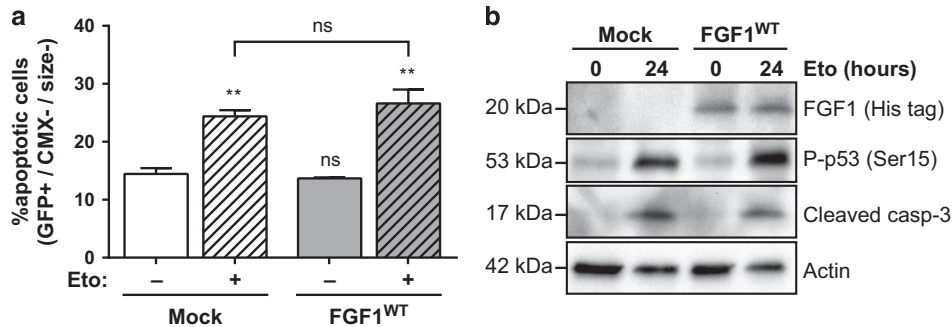 a
ns
%apoptotic cells
(GFP+ / CMX- / size-)
40
30
20
10
0
**
ns
**
Eto:
– + – +
Mock FGF1WT
b
Mock FGF1WT
0 24 0 24 Eto (hours)
20 kDa FGF1 (His tag)
53 kDa P-p53 (Ser15)
17 kDa Cleaved casp-3
42 kDa Actin